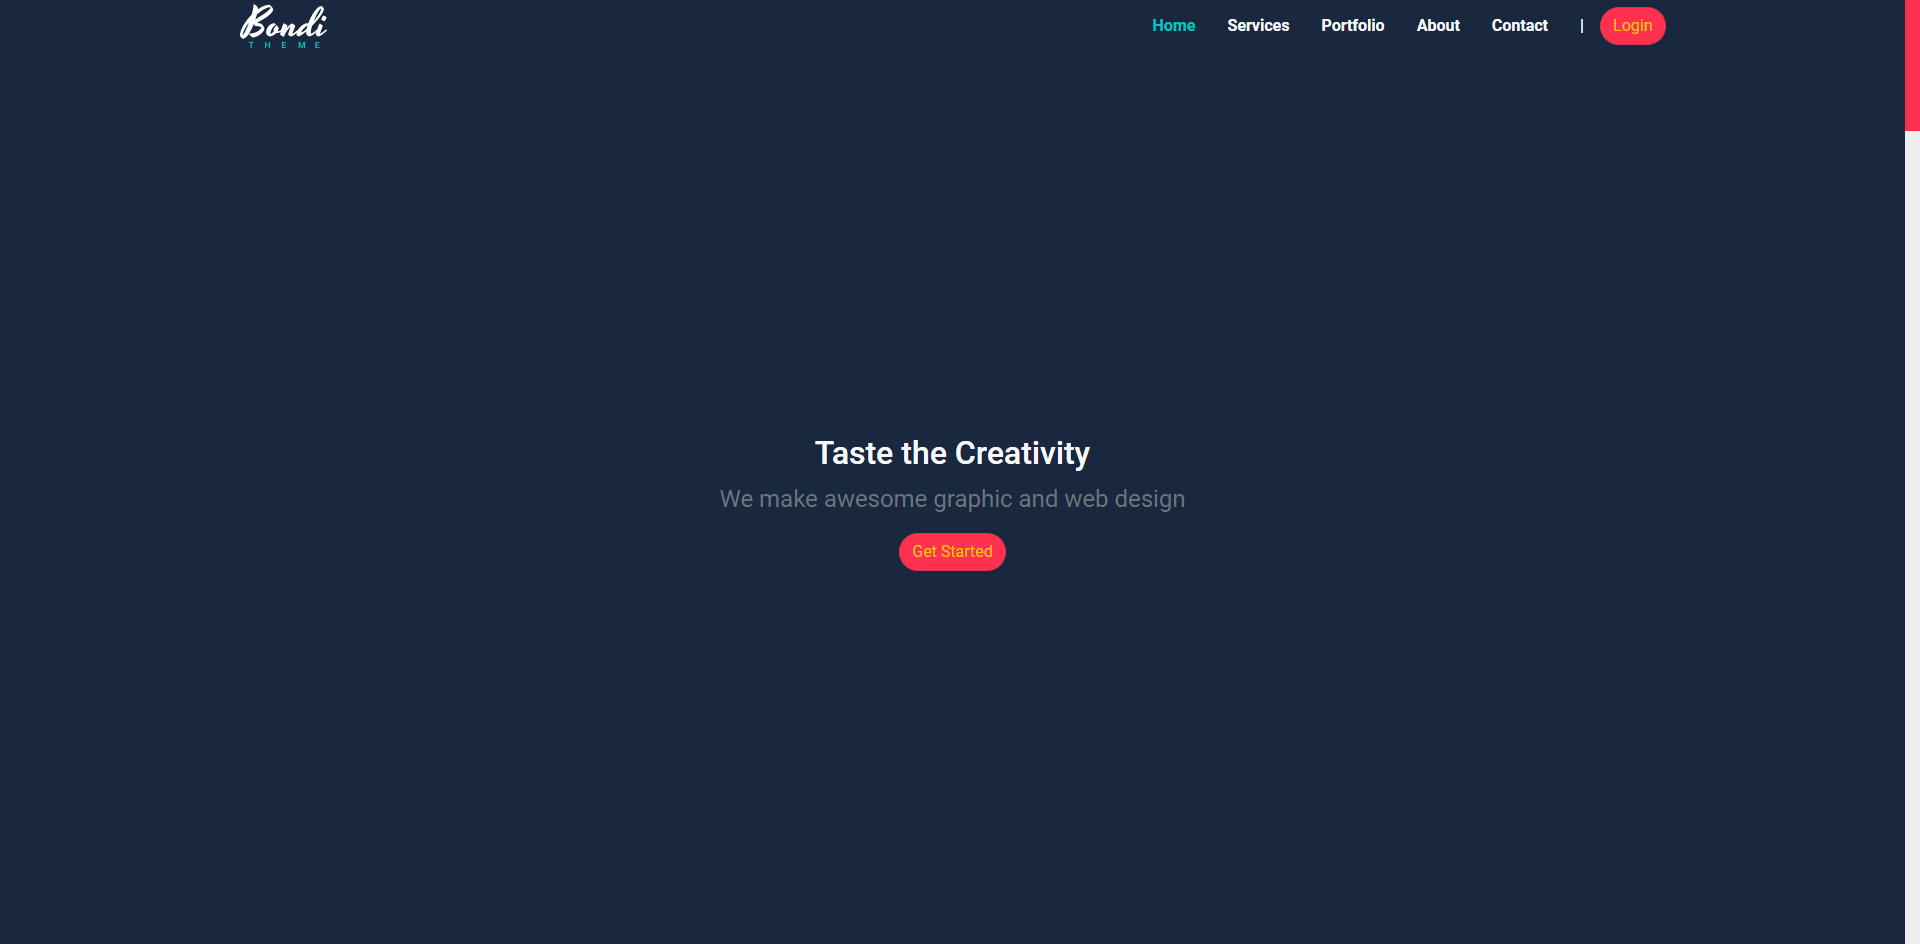 Bondi
THEME
Home Services Portfolio About Contact | Login
Taste the Creativity
We make awesome graphic and web design
Get Started